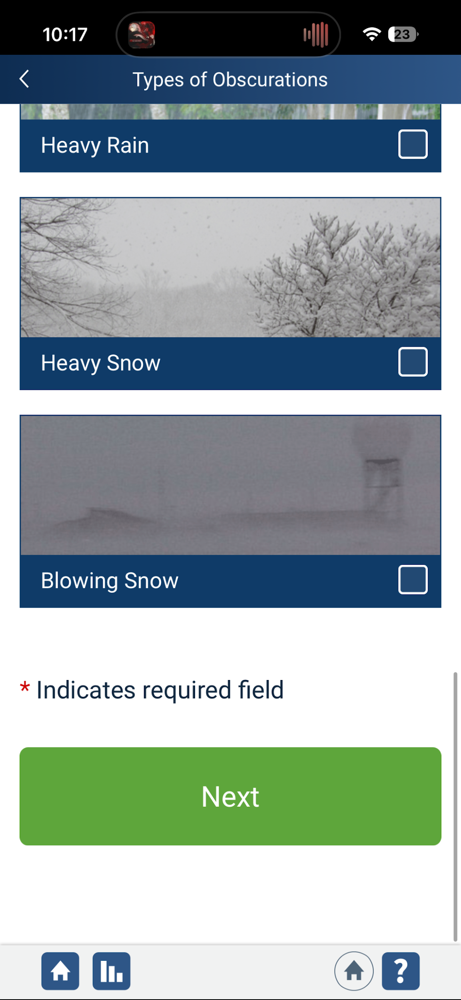 10:17
23
Types of Obscurations
Heavy Rain
Heavy Snow
Blowing Snow
* Indicates required field
Next
?